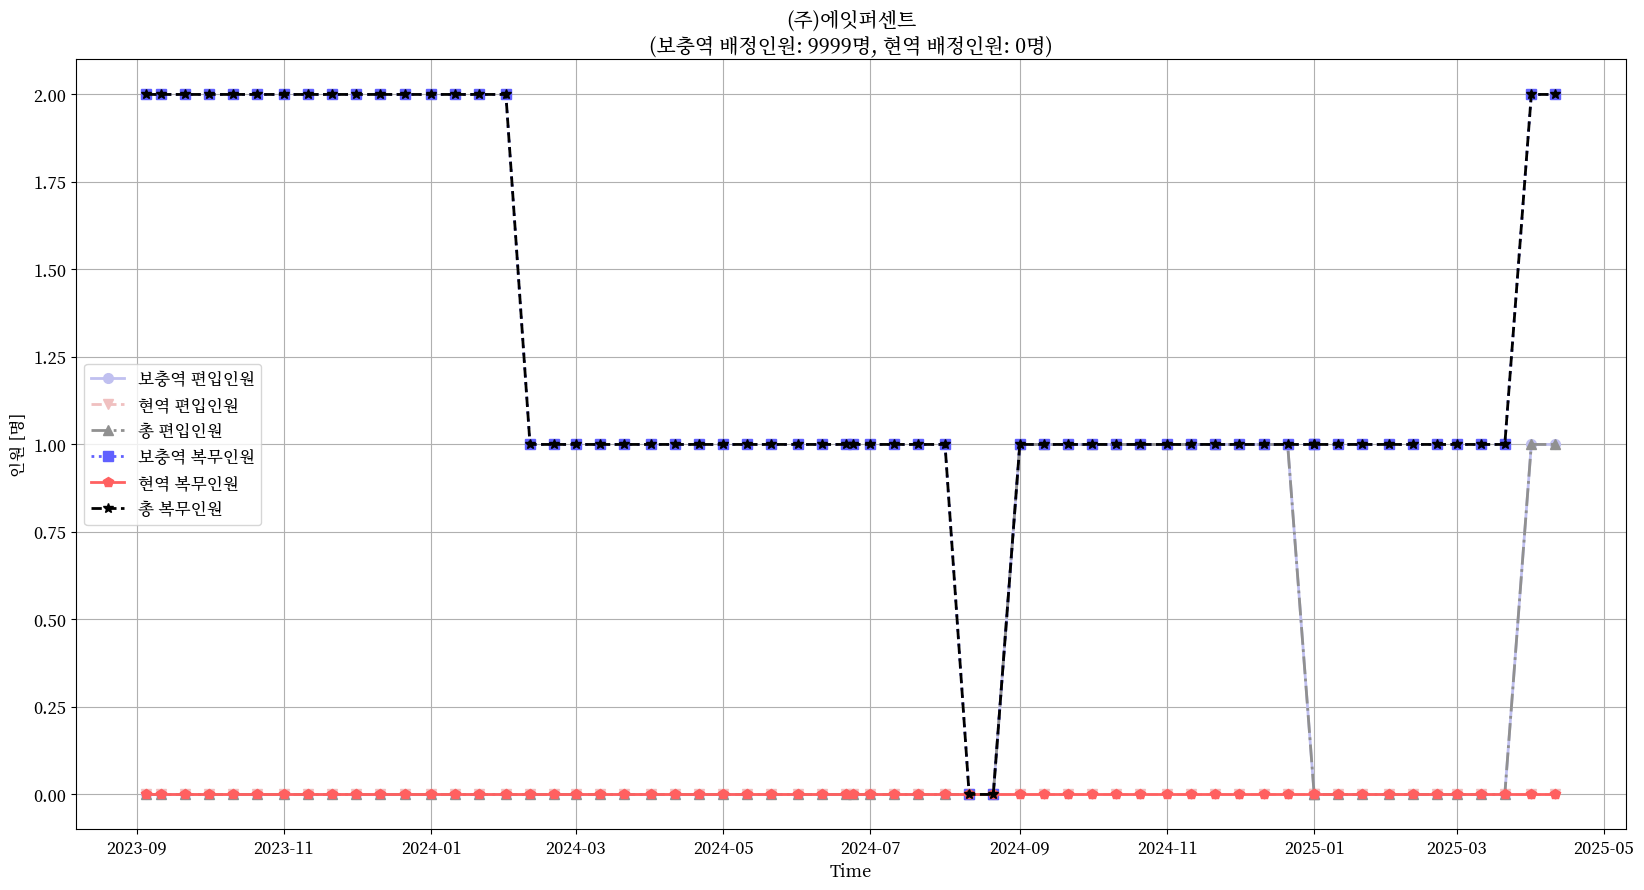 (주)에잇퍼센트
(보충역 배정인원: 9999명, 현역 배정인원: 0명)
인원 [명]
2.00
1.75
1.50
1.25
1.00
0.75
0.50
0.25
0.00
보충역 편입인원
현역 편입인원
총 편입인원
보충역 복무인원
현역 복무인원
총 복무인원
2023-09 2023-11 2024-01 2024-03 2024-05 2024-07 2024-09 2024-11 2025-01 2025-03 2025-05
Time